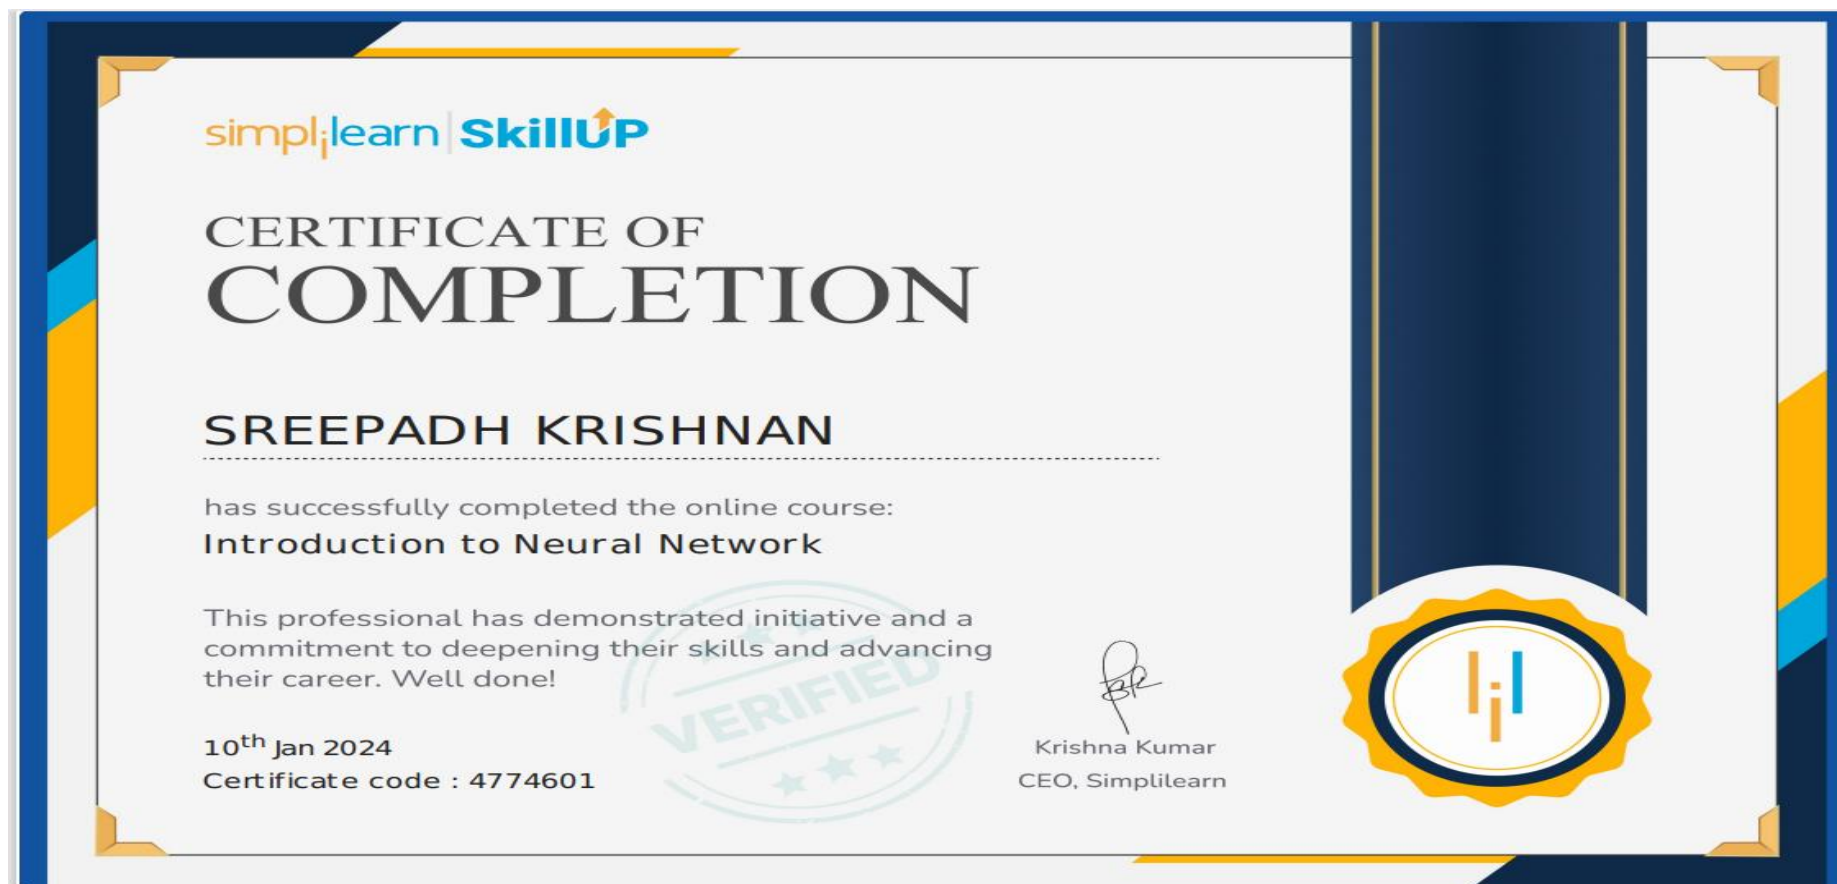 simplilearn | SkillUP
CERTIFICATE OF
COMPLETION
SREEPADH KRISHNAN
has successfully completed the online course:
Introduction to Neural Network
This professional has demonstrated initiative and a
commitment to deepening their skills and advancing
their career. Well done!
VERIFIED
10th Jan 2024
Certificate code : 4774601
Krishna Kumar
CEO, Simplilearn